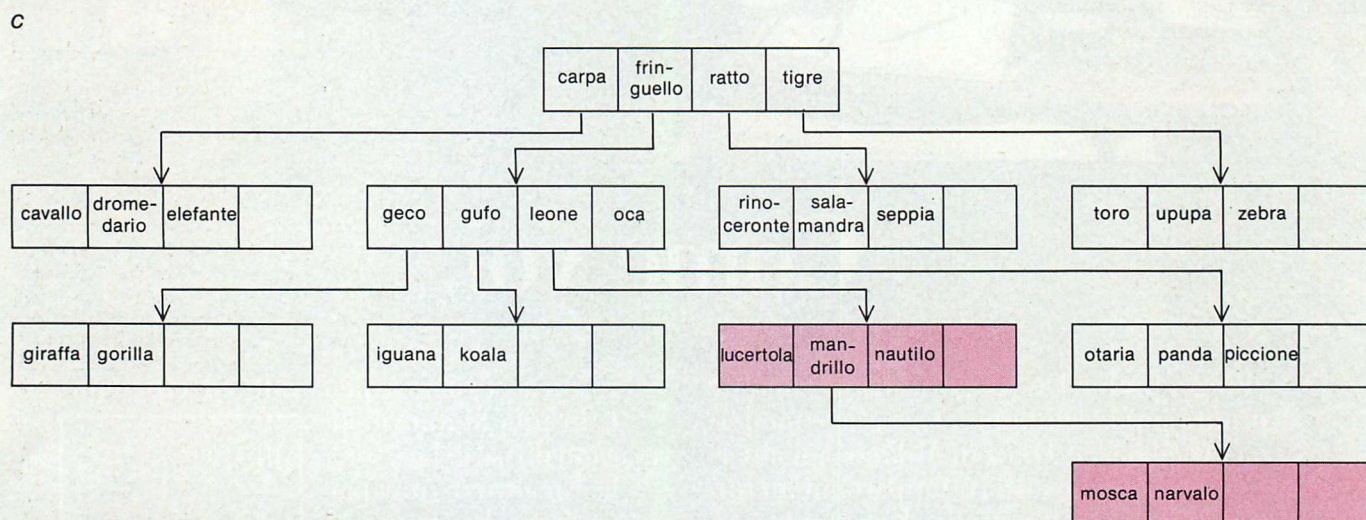 c
carpa frin-guello ratto tigre
cavallo drome-dario elefante
geco gufo leone oca
rino-ceronte sala-mandra seppia
toro upupa zebra
giraffa gorilla
iguana koala
lucertola man-drillo nautilo
otaria panda piccione
mosca narvalo